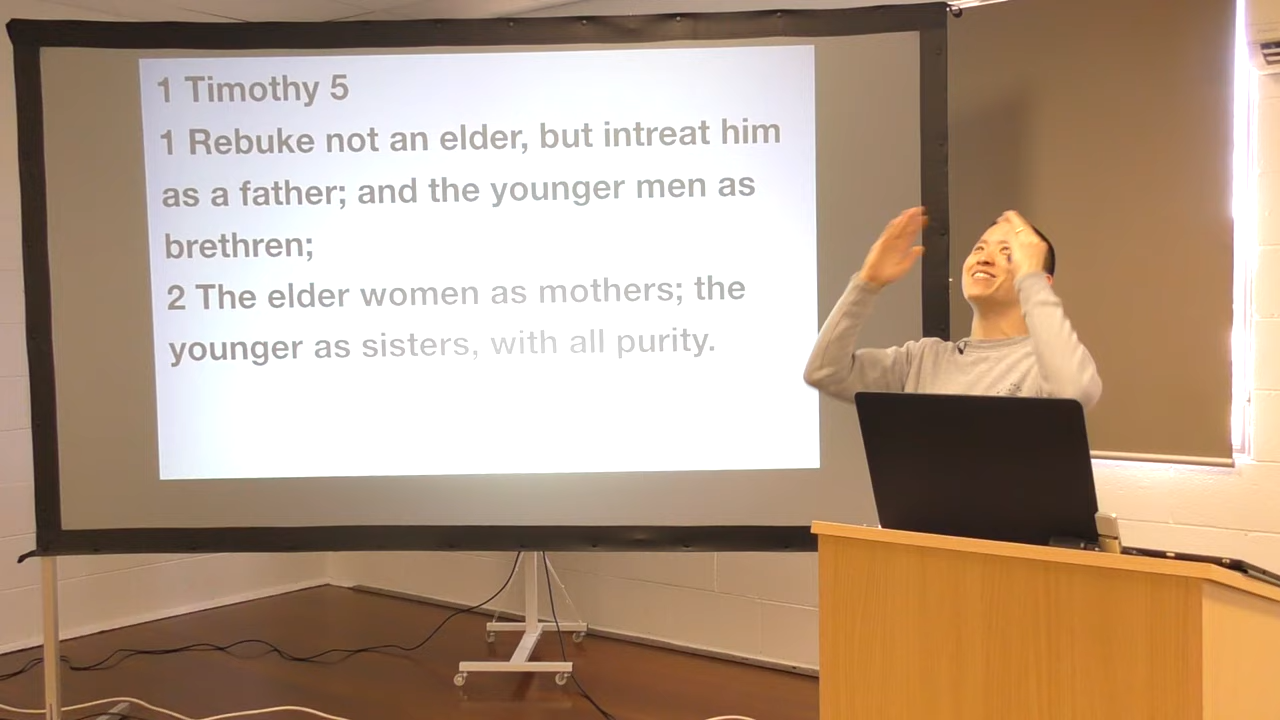 1 Timothy 5
1 Rebuke not an elder, but intreat him
as a father; and the younger men as
brethren;
2 The elder women as mothers; the
younger as sisters, with all purity.